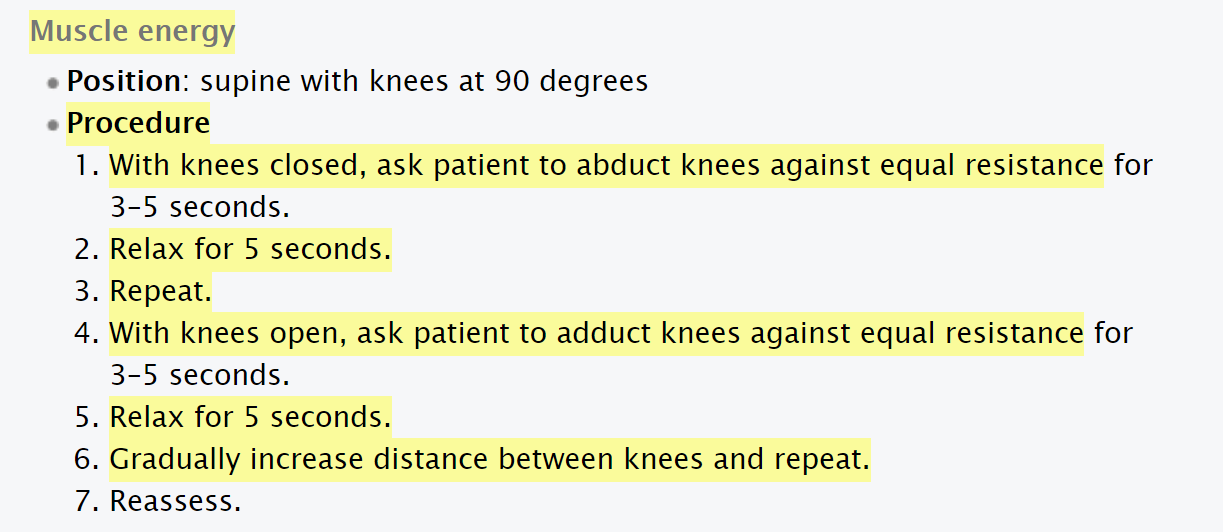 Muscle energy
• Position: supine with knees at 90 degrees
• Procedure
1. With knees closed, ask patient to abduct knees against equal resistance for
3–5 seconds.
2. Relax for 5 seconds.
3. Repeat.
4. With knees open, ask patient to adduct knees against equal resistance for
3–5 seconds.
5. Relax for 5 seconds.
6. Gradually increase distance between knees and repeat.
7. Reassess.